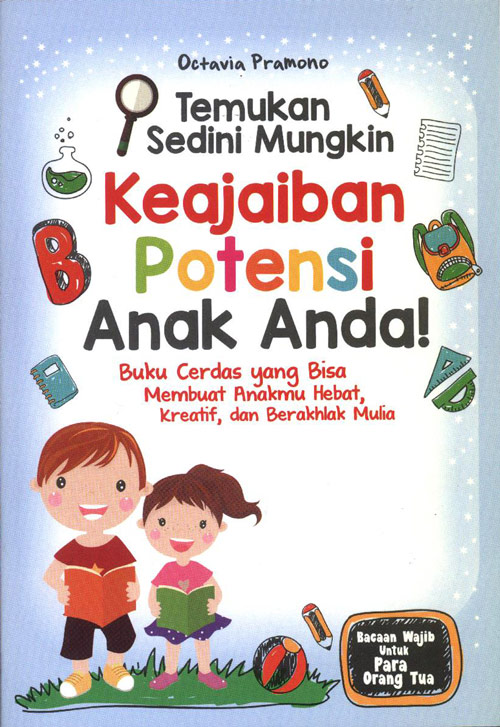 Octavia Pramono
Temukan
Sedini Mungkin
Keajaiban
Potensi
Anak Anda!
Buku Cerdas yang Bisa
Membuat Anakmu Hebat,
Kreatif, dan Berakhlak Mulia
B
Bacaan Wajib
Untuk
Para
Orang Tua